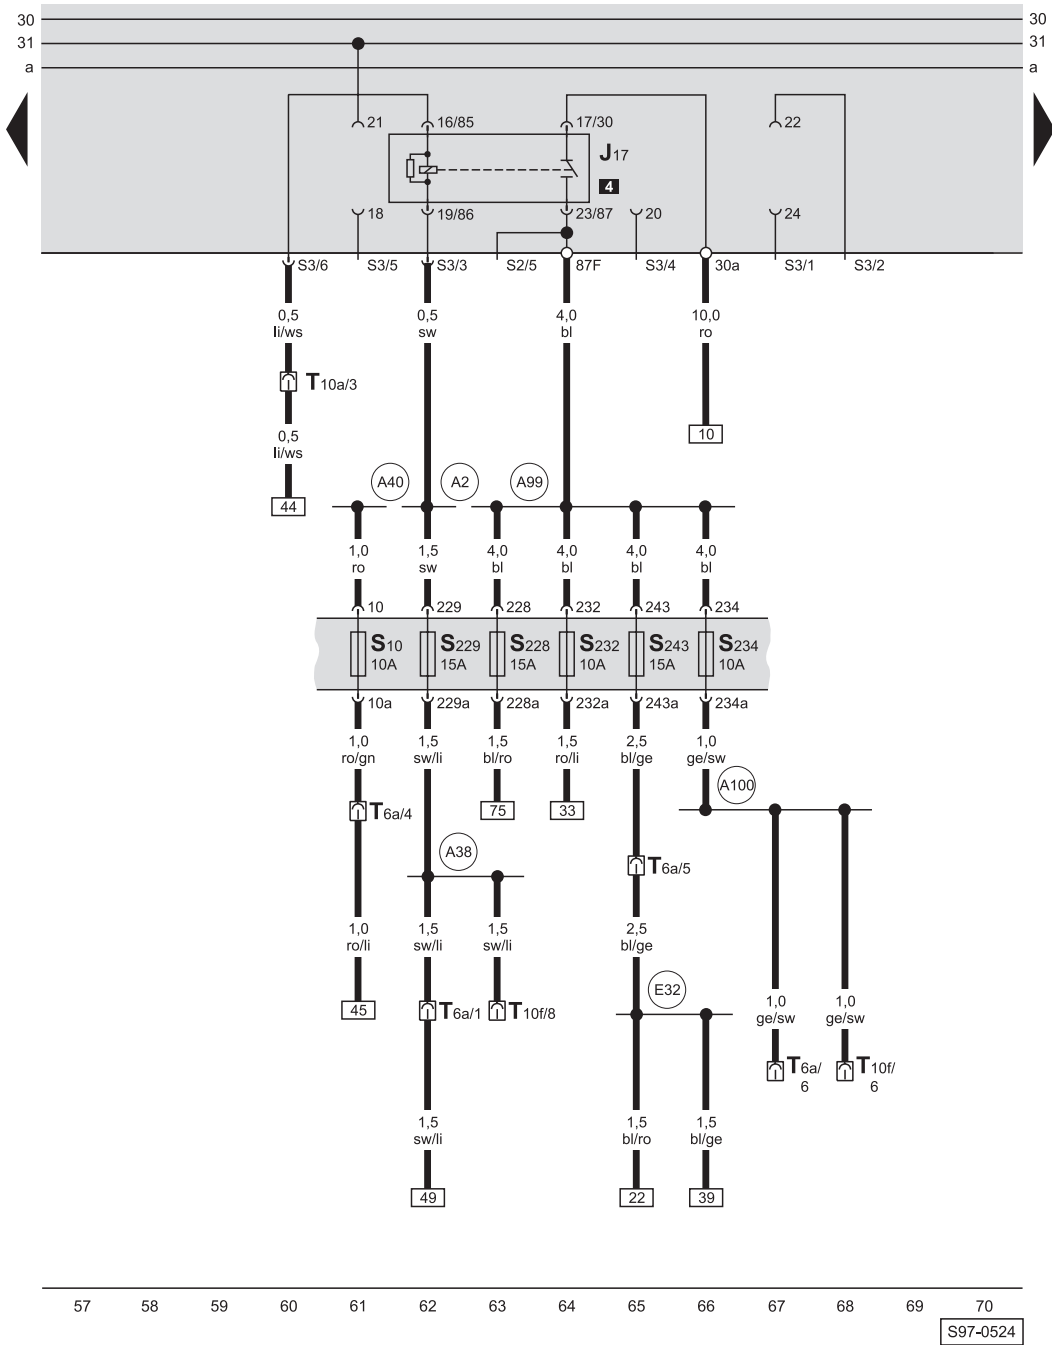 30 30
31 31
a a
21 16/85 17/30 22
J17
4
18 19/86 23/87 20 24
S3/6 S3/5 S3/3 S2/5 87F S3/4 30a S3/1 S3/2
0,5 0,5 4,0 10,0
li/ws sw bl ro
T10a/3
0,5
li/ws
10
A40 A2 A99
44
1,0 1,5 4,0 4,0 4,0 4,0
ro sw bl bl bl bl
10 229 228 232 243 234
S10 S229 S228 S232 S243 S234
10A 15A 15A 10A 15A 10A
10a 229a 228a 232a 243a 234a
1,0 1,5 1,5 1,5 2,5 1,0
ro/gn sw/li bl/ro ro/li bl/ge ge/sw
A100
T6a/4 75 33
A38 T6a/5
1,0 1,5 1,5 2,5
ro/li sw/li sw/li bl/ge
E32
1,0 1,0
ge/sw ge/sw
45 T6a/1 T10f/8
T6a/ T10f/
6 6
1,5 1,5 1,5
sw/li bl/ro bl/ge
49 22 39
57 58 59 60 61 62 63 64 65 66 67 68 69 70
S97-0524